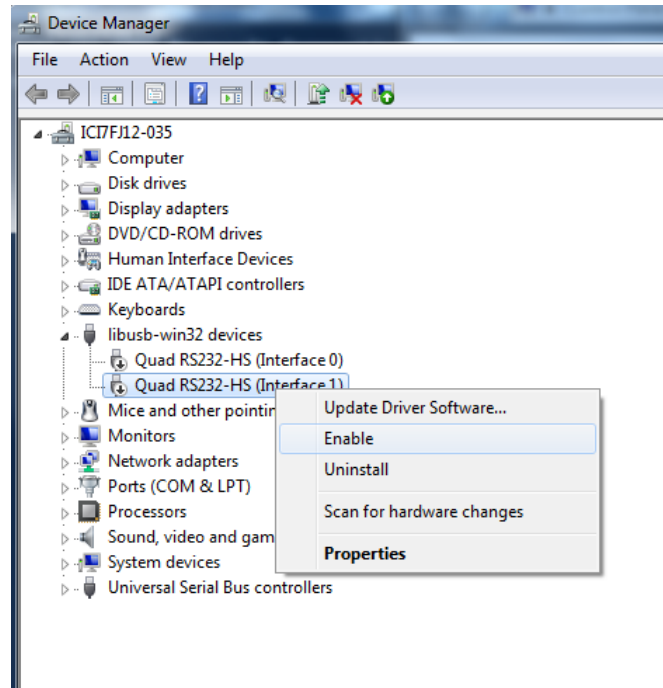 Device Manager
File Action View Help
ICI7FJ12-035
Computer
Disk drives
Display adapters
DVD/CD-ROM drives
Human Interface Devices
IDE ATA/ATAPI controllers
Keyboards
libusb-win32 devices
Quad RS232-HS (Interface 0)
Quad RS232-HS (Interface 1)
Mice and other pointin
Update Driver Software...
Monitors
Enable
Network adapters
Uninstall
Ports (COM & LPT)
Processors
Scan for hardware changes
Sound, video and gam
Properties
System devices
Universal Serial Bus controllers